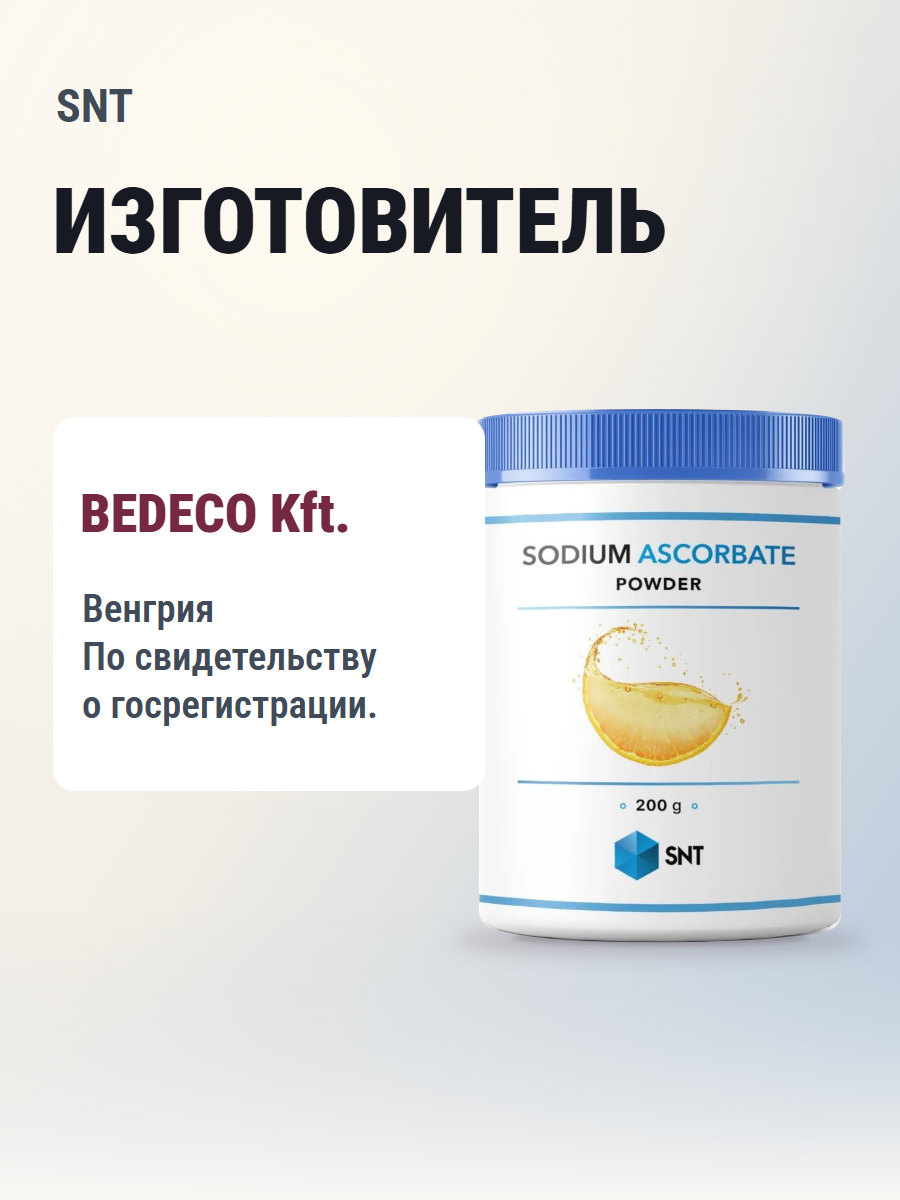 SNT
ИЗГОТОВИТЕЛЬ
BEDECO Kft.
Венгрия
По свидетельству
о госрегистрации.
SODIUM ASCORBATE
POWDER
200 g
SNT